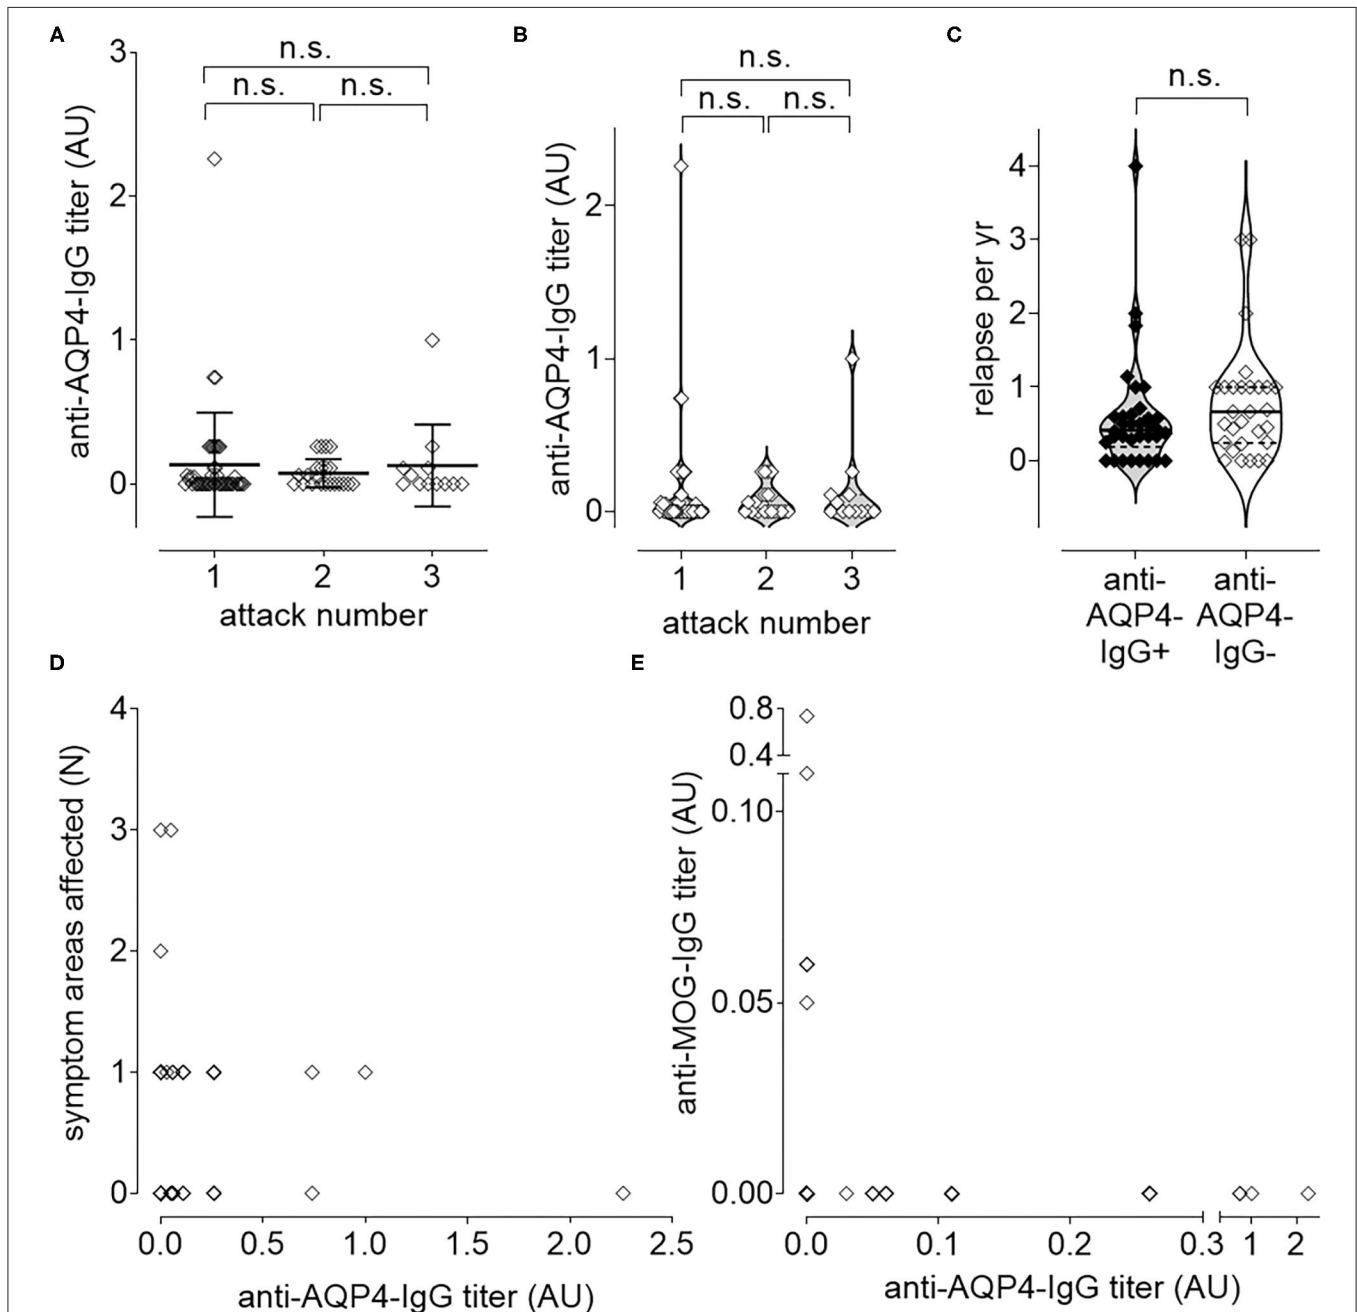 A
3
2
1
0
anti-AQP4-IgG titer (AU)
n.s.
n.s.
n.s.
1
2
3
attack number
B
2
1
0
anti-AQP4-IgG titer (AU)
n.s.
n.s.
n.s.
1
2
3
attack number
C
n.s.
4
3
2
1
0
relapse per yr
anti-
AQP4-
IgG+
anti-
AQP4-
IgG-
D
4
3
2
1
0
symptom areas affected (N)
0.0
0.5
1.0
1.5
2.0
2.5
anti-AQP4-IgG titer (AU)
E
0.8
0.4
0.10
0.05
0.00
anti-MOG-IgG titer (AU)
0.0
0.1
0.2
0.3
1
2
anti-AQP4-IgG titer (AU)